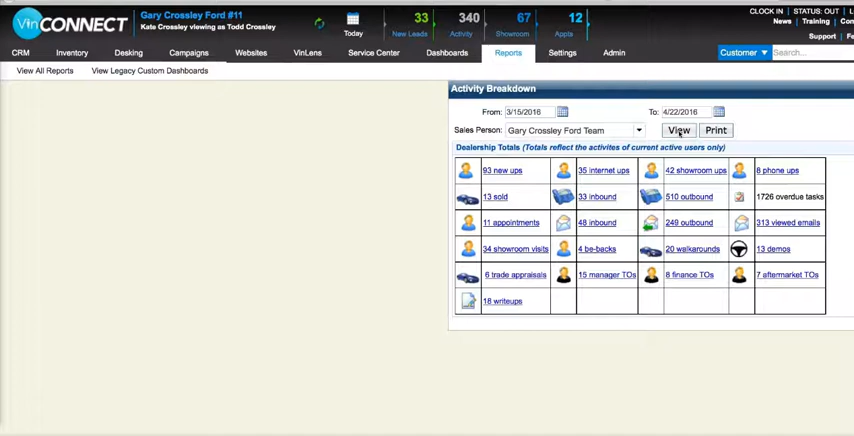 VinCONNECT
Gary Crossley Ford #11
Kate Crossley viewing as Todd Crossley
Today
33 New Leads
340 Activity
67 Showroom
12 Appts
CLOCK IN | STATUS: OUT |
News | Training |
Support |
CRM Inventory Desking Campaigns Websites VinLens Service Center Dashboards Reports Settings Admin
Customer Search...
View All Reports View Legacy Custom Dashboards
Activity Breakdown
From: 3/15/2016 To: 4/22/2016
Sales Person: Gary Crossley Ford Team View Print
Dealership Totals (Totals reflect the activites of current active users only)
93 new ups 35 internet ups 42 showroom ups 8 phone ups
13 sold 33 inbound 510 outbound 1726 overdue tasks
11 appointments 48 inbound 249 outbound 313 viewed emails
34 showroom visits 4 be-backs 20 walkarounds 13 demos
6 trade appraisals 15 manager TOs 8 finance TOs 7 aftermarket TOs
18 writeups